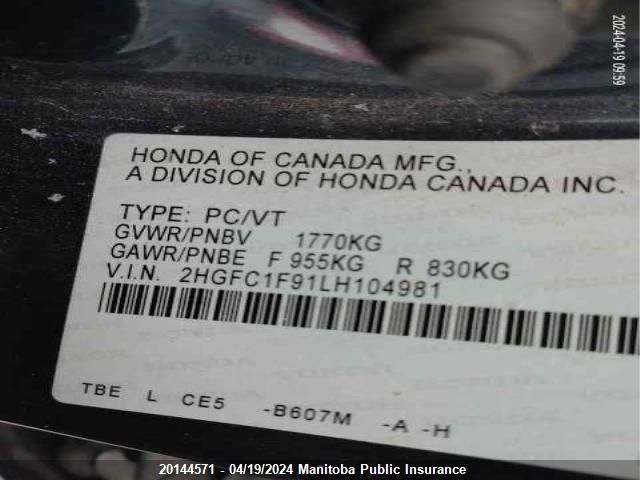 2024-04-19 09:59
HONDA OF CANADA MFG.,
A DIVISION OF HONDA CANADA INC.
TYPE: PC/VT
GVWR/PNBV 1770KG
GAWR/PNBE F 955KG R 830KG
V.I.N. 2HGFC1F91LH104981
TBE L CE5 -B607M -A -H
20144571 - 04/19/2024 Manitoba Public Insurance